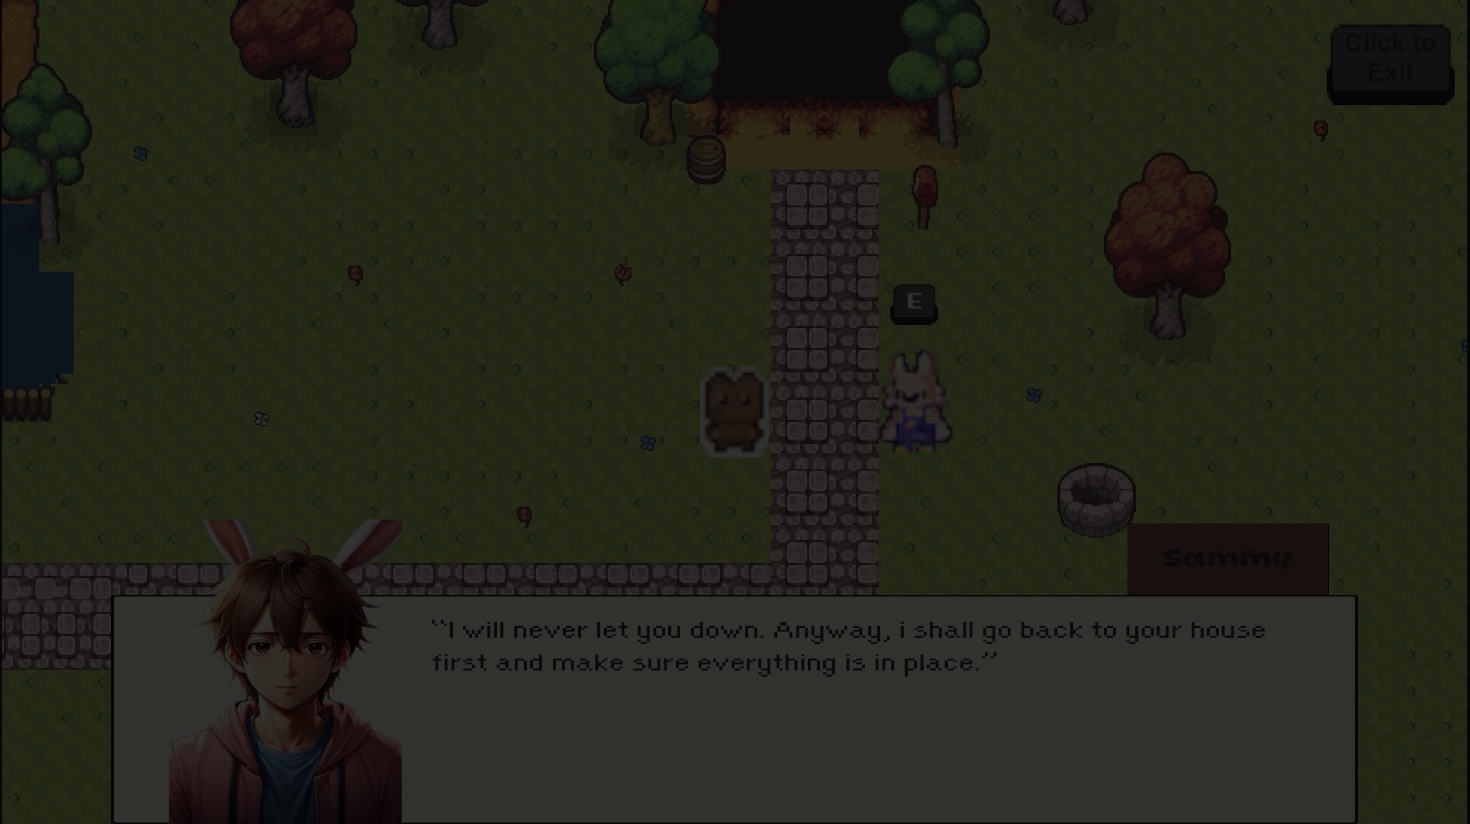 Click to
Exit
E
Sammy
“I will never let you down. Anyway, i shall go back to your house
first and make sure everything is in place.”